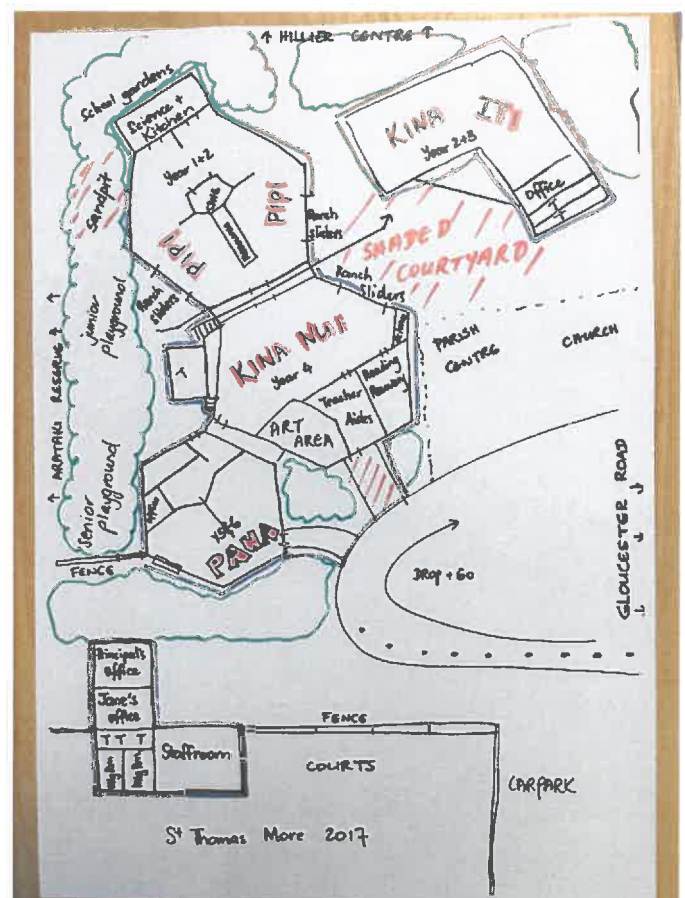 ↑ HILLIER CENTRE ↑
School gardens
Science +
Kitchen
Year 1+2
PIPI
PIPI
Ranch
sliders
Sandpit
Ranch
sliders
junior
playground
↑ ARATAKI RESERVE ↑ ↑
senior
playground
KINA ITI
Year 2+3
Office
SHADED
COURTYARD
Ranch
Sliders
KINA NUI
Year 4
T
Reading
Recovery
Teacher
Aides
ART
AREA
PARISH
CENTRE
CHURCH
Y5/6
PAUA
FENCE
DROP + GO
GLOUCESTER ROAD
Principal's
office
Jane's
office
T T T
Staffroom
FENCE
COURTS
CARPARK
St Thomas More 2017